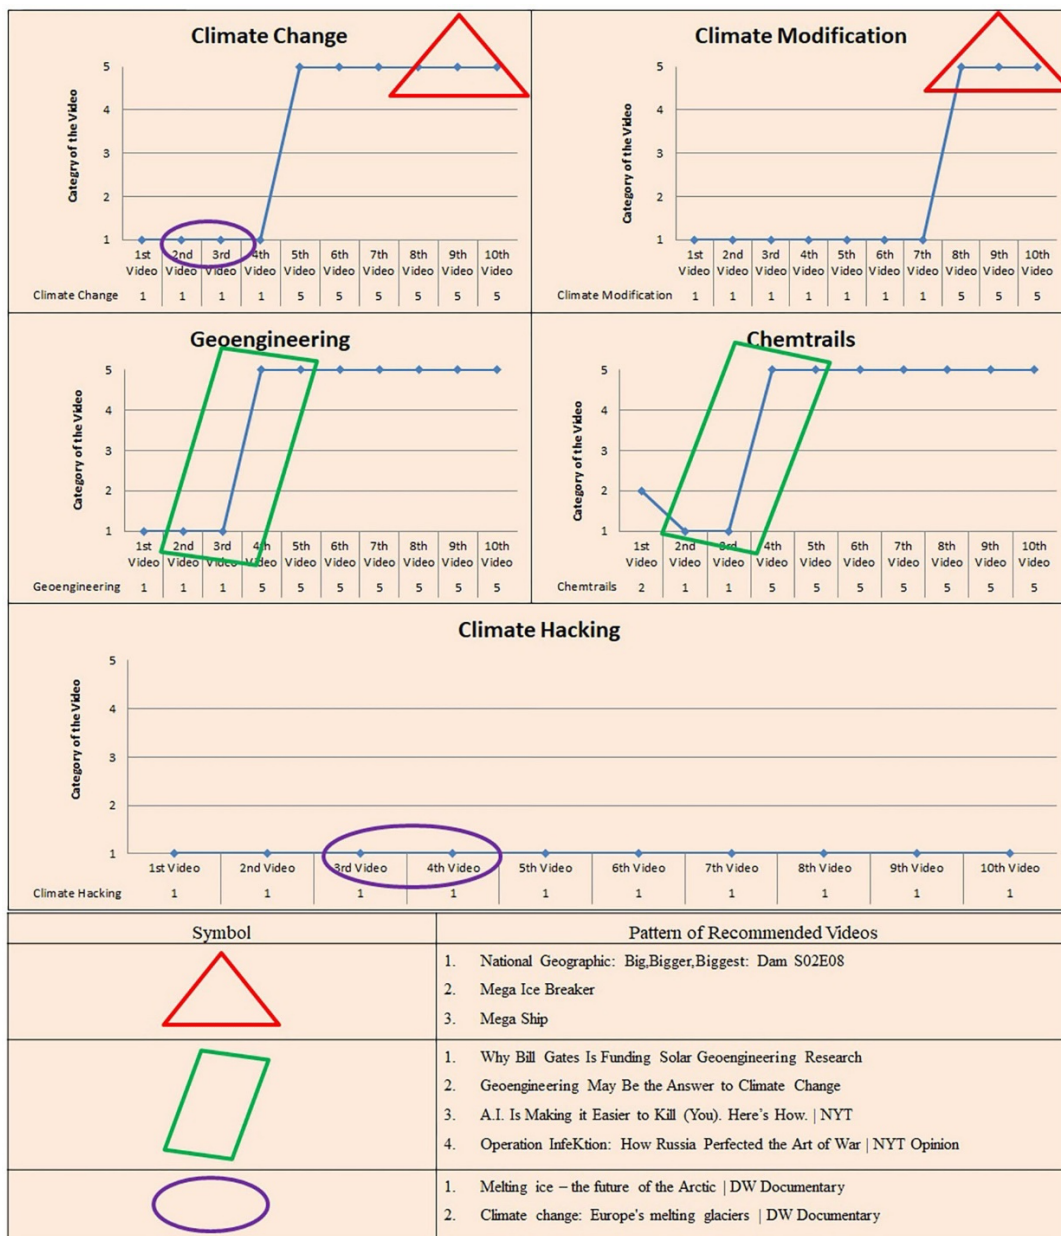 Climate Change
Categry of the Video
5
4
3
2
1
1st Video 2nd Video 3rd Video 4th Video 5th Video 6th Video 7th Video 8th Video 9th Video 10th Video
Climate Change 1 1 1 1 5 5 5 5 5 5
Climate Modification
Category of the Video
5
4
3
2
1
1st Video 2nd Video 3rd Video 4th Video 5th Video 6th Video 7th Video 8th Video 9th Video 10th Video
Climate Modification 1 1 1 1 1 1 1 5 5 5
Geoengineering
Category of the Video
5
4
3
2
1
1st Video 2nd Video 3rd Video 4th Video 5th Video 6th Video 7th Video 8th Video 9th Video 10th Video
Geoengineering 1 1 1 5 5 5 5 5 5 5
Chemtrails
Category of the Video
5
4
3
2
1
1st Video 2nd Video 3rd Video 4th Video 5th Video 6th Video 7th Video 8th Video 9th Video 10th Video
Chemtrails 2 1 1 5 5 5 5 5 5 5
Climate Hacking
Category of the Video
5
4
3
2
1
1st Video 2nd Video 3rd Video 4th Video 5th Video 6th Video 7th Video 8th Video 9th Video 10th Video
Climate Hacking 1 1 1 1 1 1 1 1 1 1
Symbol Pattern of Recommended Videos
1. National Geographic: Big,Bigger,Biggest: Dam S02E08
2. Mega Ice Breaker
3. Mega Ship
1. Why Bill Gates Is Funding Solar Geoengineering Research
2. Geoengineering May Be the Answer to Climate Change
3. A.I. Is Making it Easier to Kill (You). Here's How. | NYT
4. Operation InfeKtion: How Russia Perfected the Art of War | NYT Opinion
1. Melting ice – the future of the Arctic | DW Documentary
2. Climate change: Europe's melting glaciers | DW Documentary